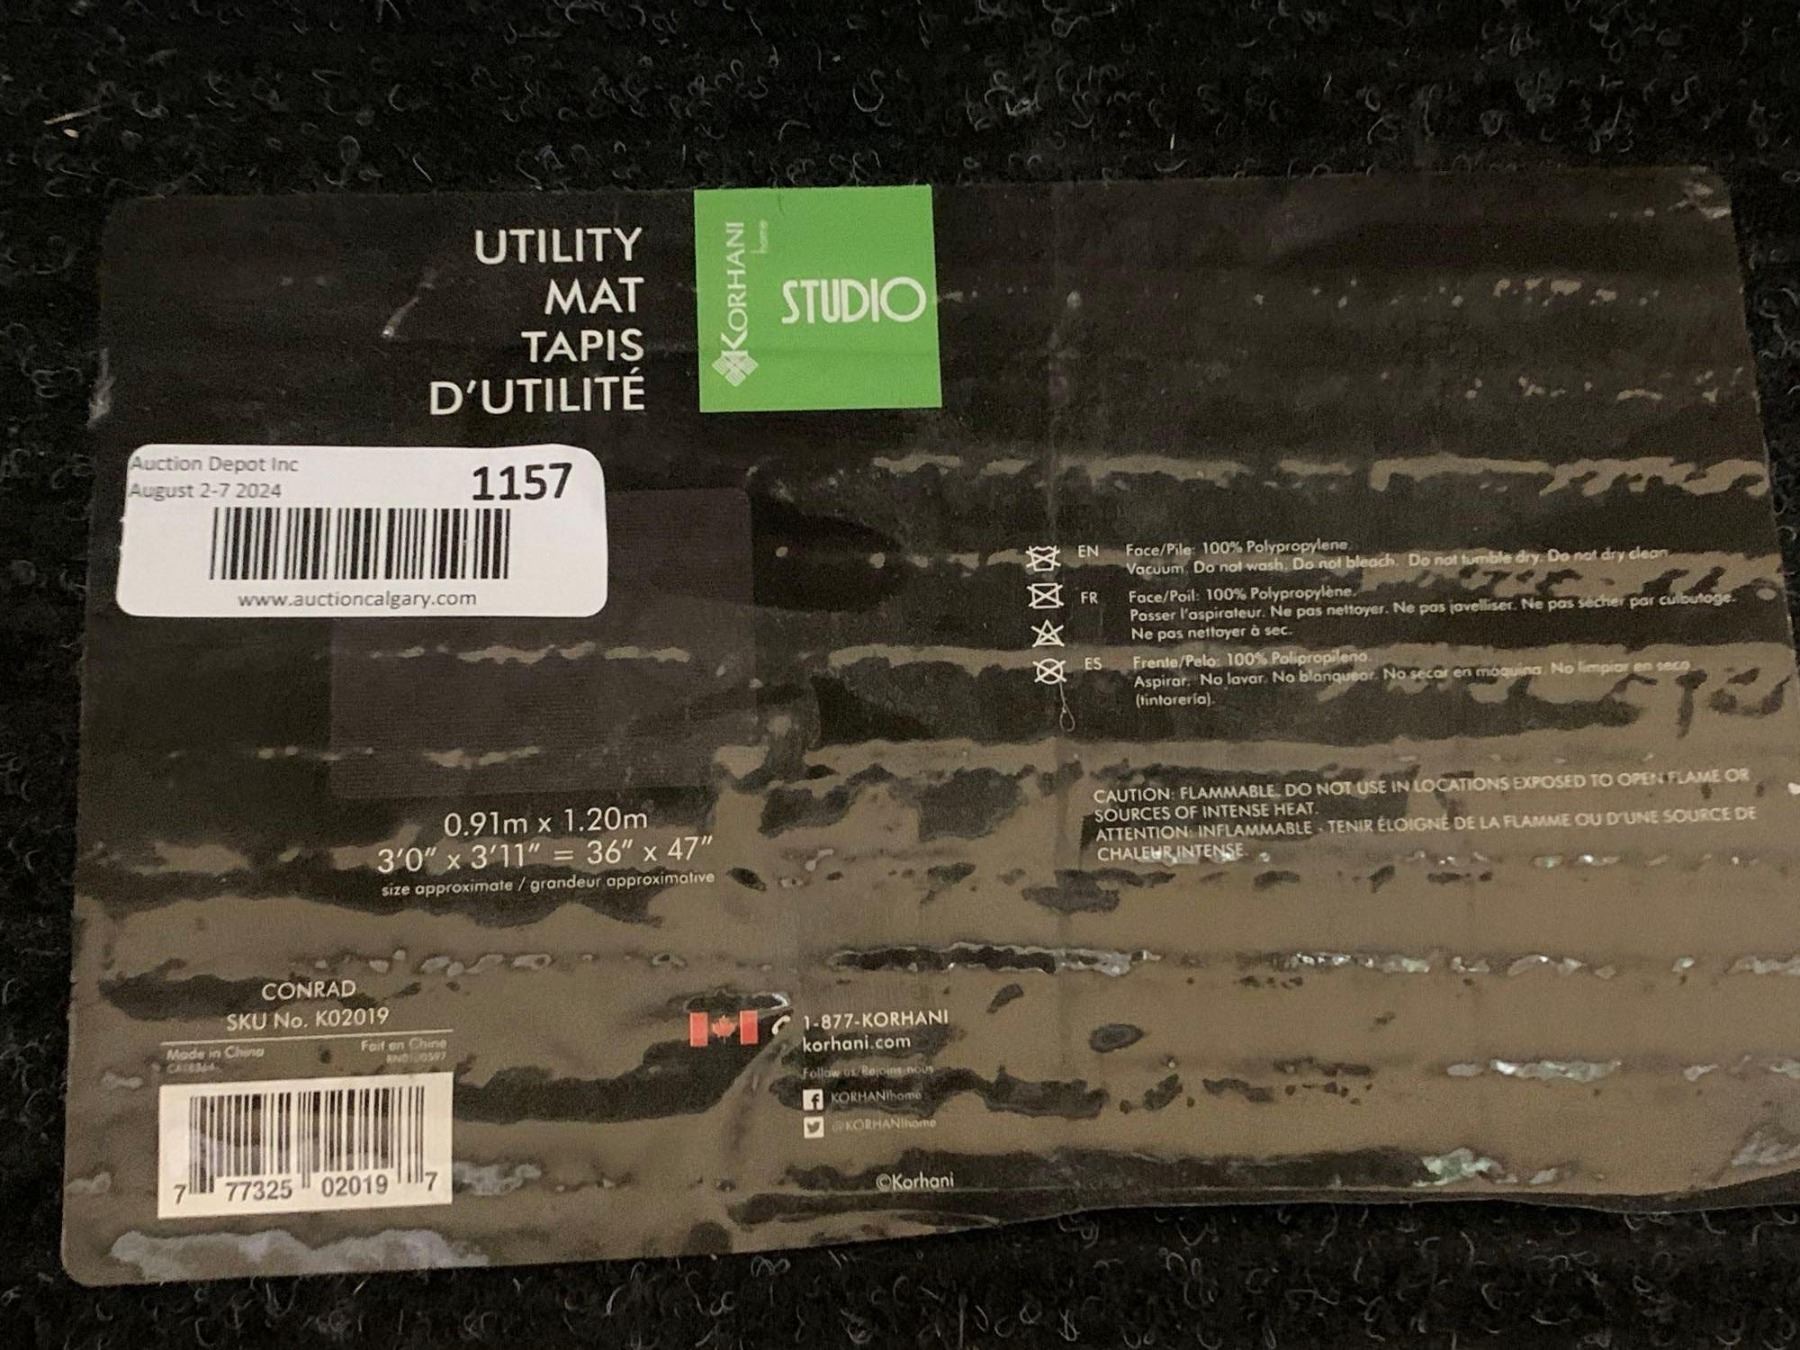 UTILITY
MAT
TAPIS
D'UTILITÉ
KORHANI
home
STUDIO
Auction Depot Inc
August 2-7 2024
1157
www.auctioncalgary.com
EN Face/Pile: 100% Polypropylene.
Vacuum. Do not wash. Do not bleach. Do not tumble dry. Do not dry clean
FR Face/Poil: 100% Polypropylène.
Passer l'aspirateur. Ne pas nettoyer. Ne pas javelliser. Ne pas sécher par culbutage.
Ne pas nettoyer à sec.
ES Frente/Pelo: 100% Polipropileno.
Aspirar. No lavar. No blanquear. No secar en máquina. No limpiar en seco
(tintorería).
CAUTION: FLAMMABLE. DO NOT USE IN LOCATIONS EXPOSED TO OPEN FLAME OR
SOURCES OF INTENSE HEAT.
ATTENTION: INFLAMMABLE - TENIR ÉLOIGNÉ DE LA FLAMME OU D'UNE SOURCE DE
CHALEUR INTENSE.
0.91m x 1.20m
3'0" x 3'11" = 36" x 47"
size approximate / grandeur approximative
CONRAD
SKU No. K02019
Made in China Fait en Chine
7 77325 02019 7
1-877-KORHANI
korhani.com
Follow us/Rejoins-nous
KORHANIhome
@KORHANIhome
©Korhani